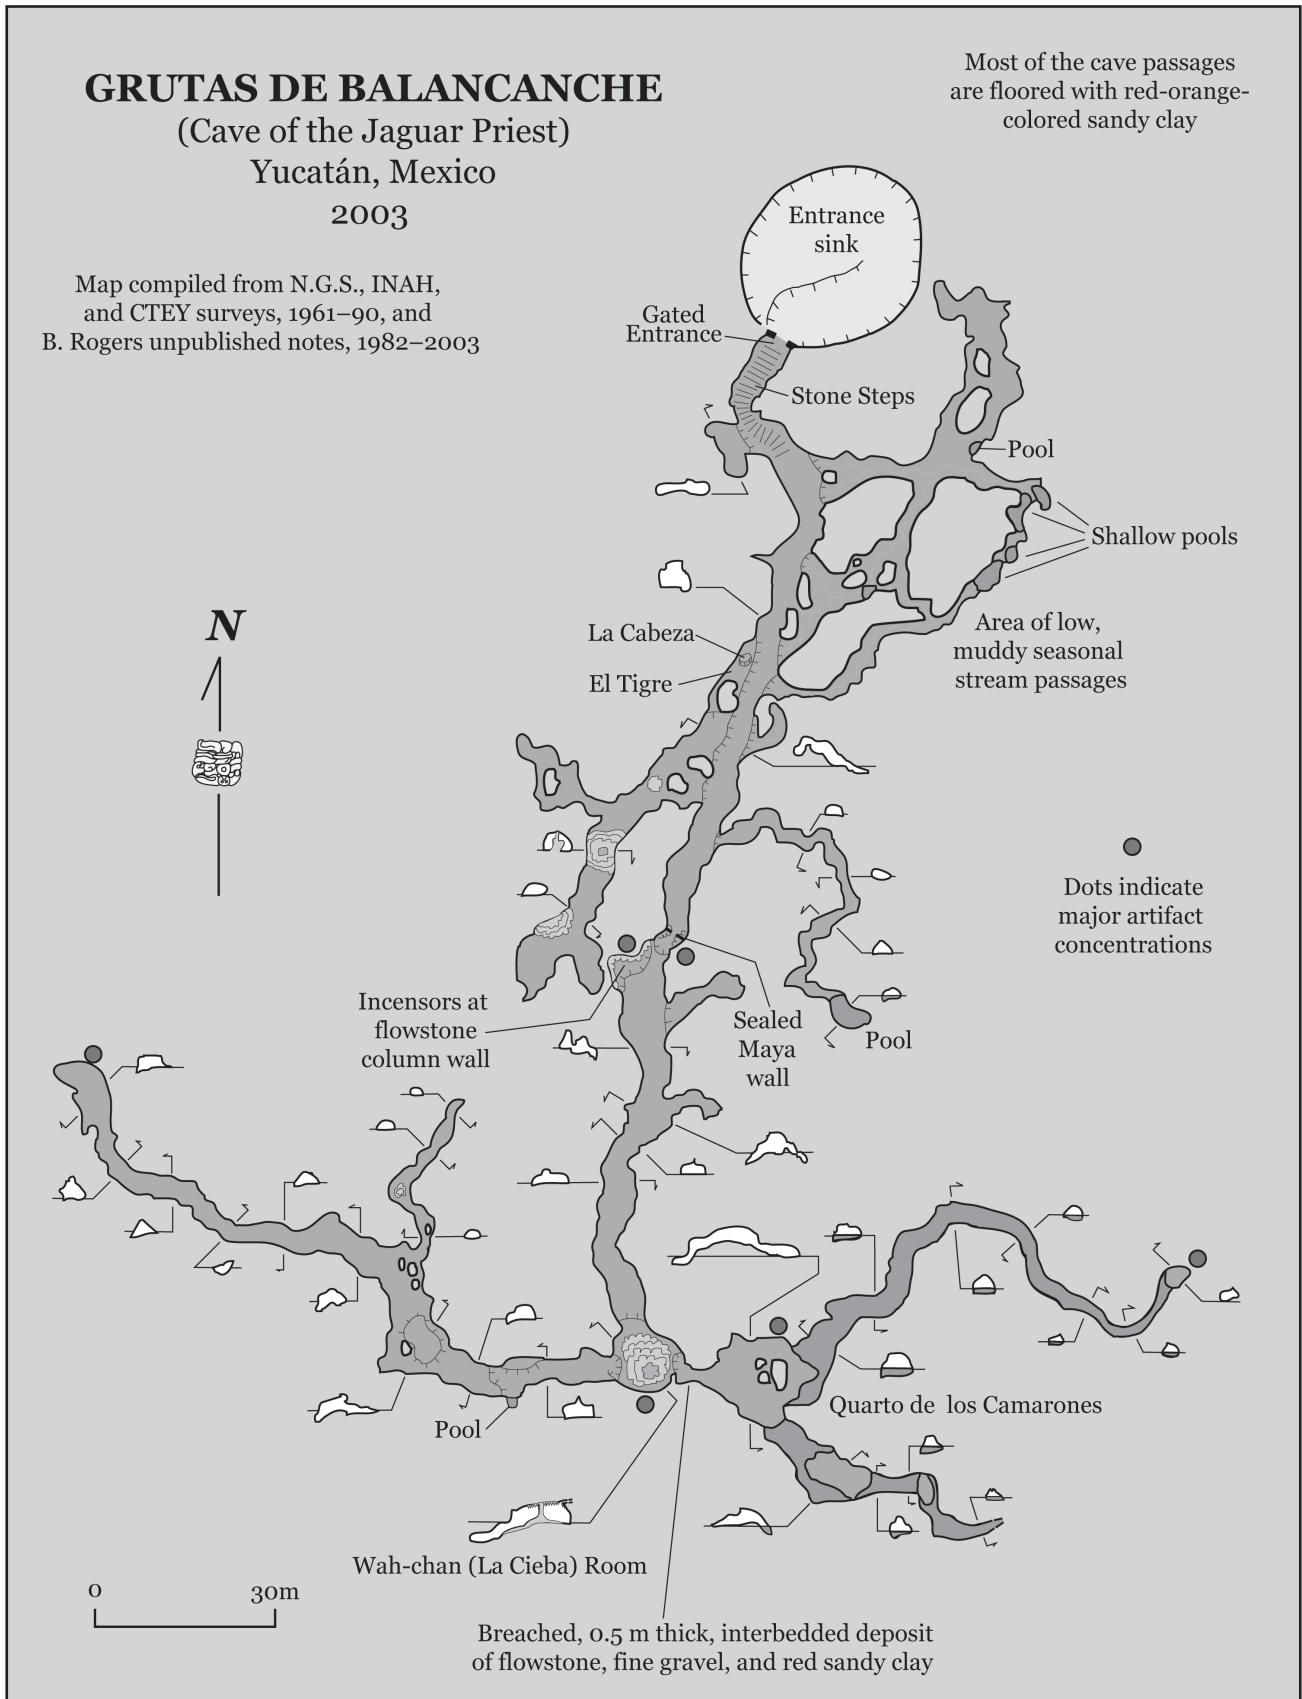 GRUTAS DE BALANCANCHE
(Cave of the Jaguar Priest)
Yucatán, Mexico
2003
Map compiled from N.G.S., INAH,
and CTEY surveys, 1961–90, and
B. Rogers unpublished notes, 1982–2003
Most of the cave passages
are floored with red-orange-
colored sandy clay
Entrance
sink
Gated
Entrance
Stone Steps
Pool
Shallow pools
N
La Cabeza
El Tigre
Area of low,
muddy seasonal
stream passages
Dots indicate
major artifact
concentrations
Incensors at
flowstone
column wall
Sealed
Maya
wall
Pool
Quarto de los Camarones
Pool
Wah-chan (La Cieba) Room
0 30m
Breached, 0.5 m thick, interbedded deposit
of flowstone, fine gravel, and red sandy clay